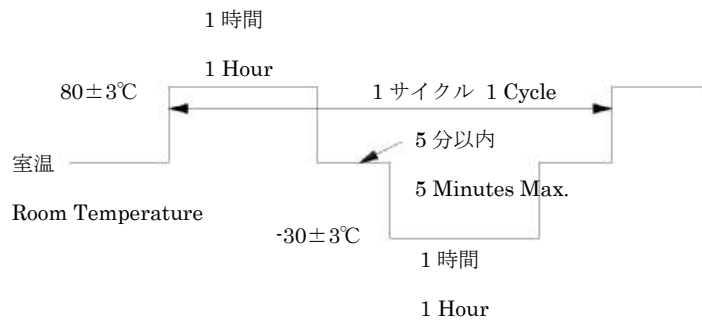 1 時間
1 Hour
80±3℃
1 サイクル 1 Cycle
5 分以内
室温
5 Minutes Max.
Room Temperature
-30±3℃
1 時間
1 Hour